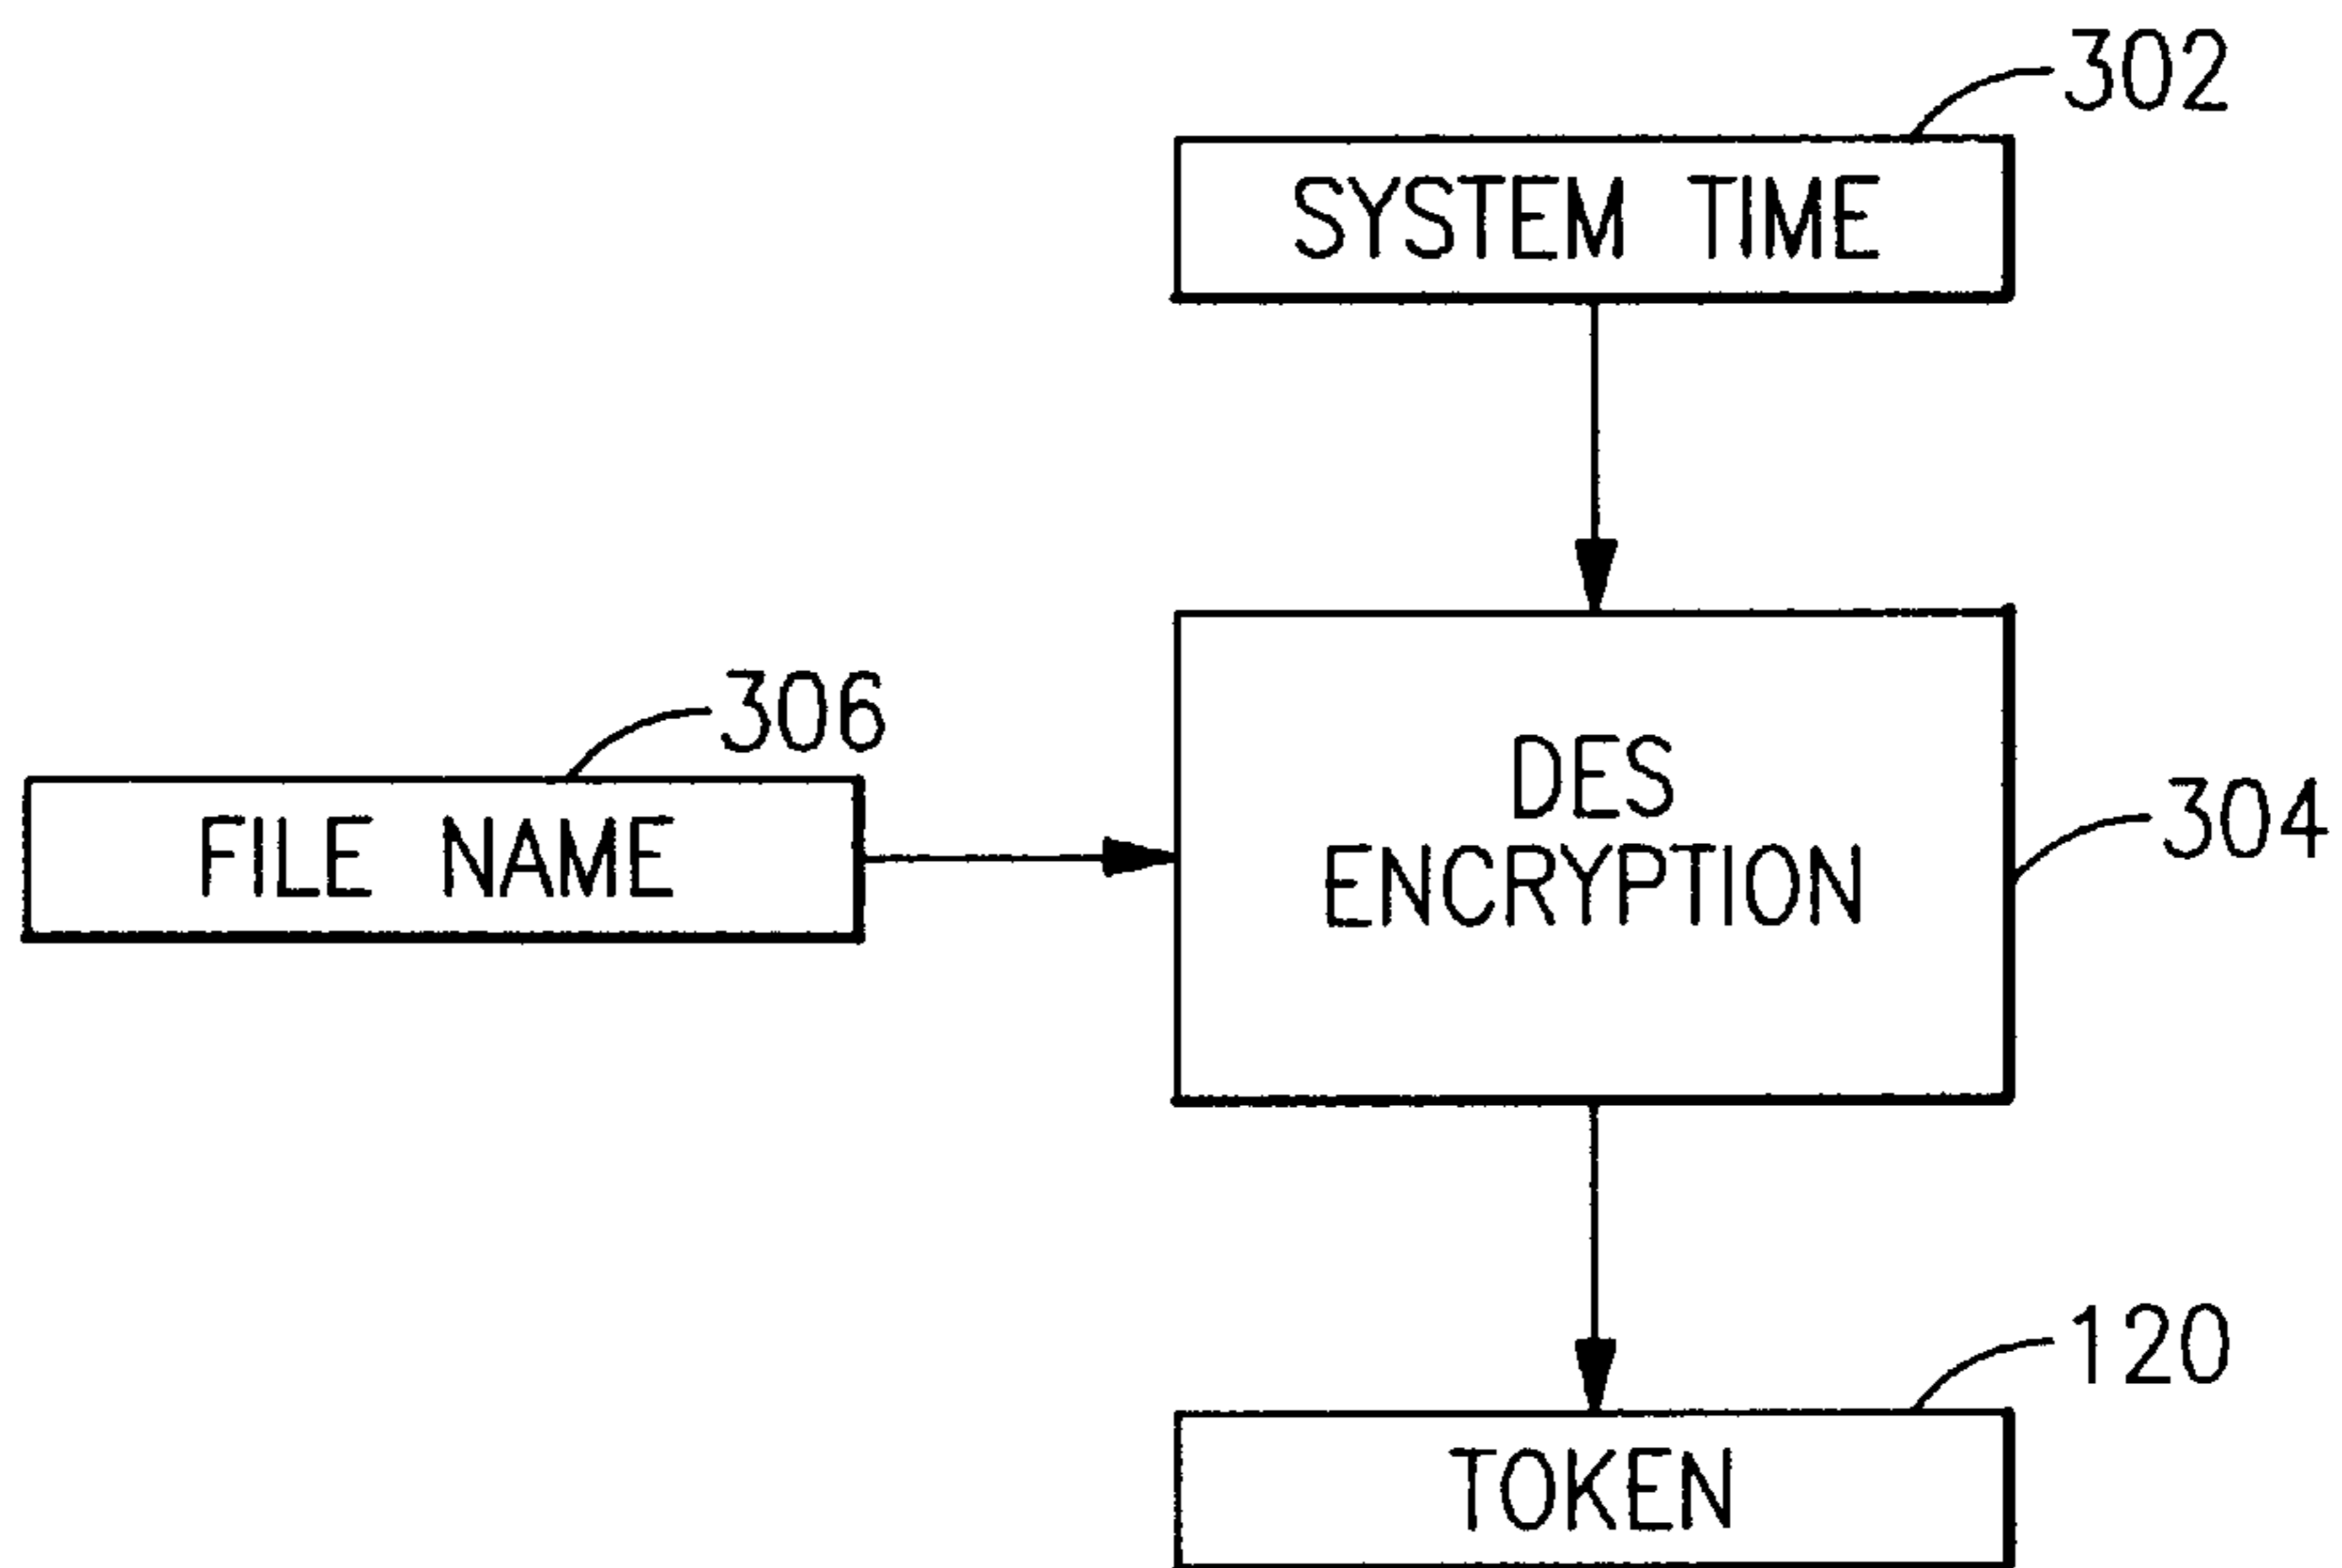 302
SYSTEM TIME
306
FILE NAME
DES
ENCRYPTION
304
120
TOKEN